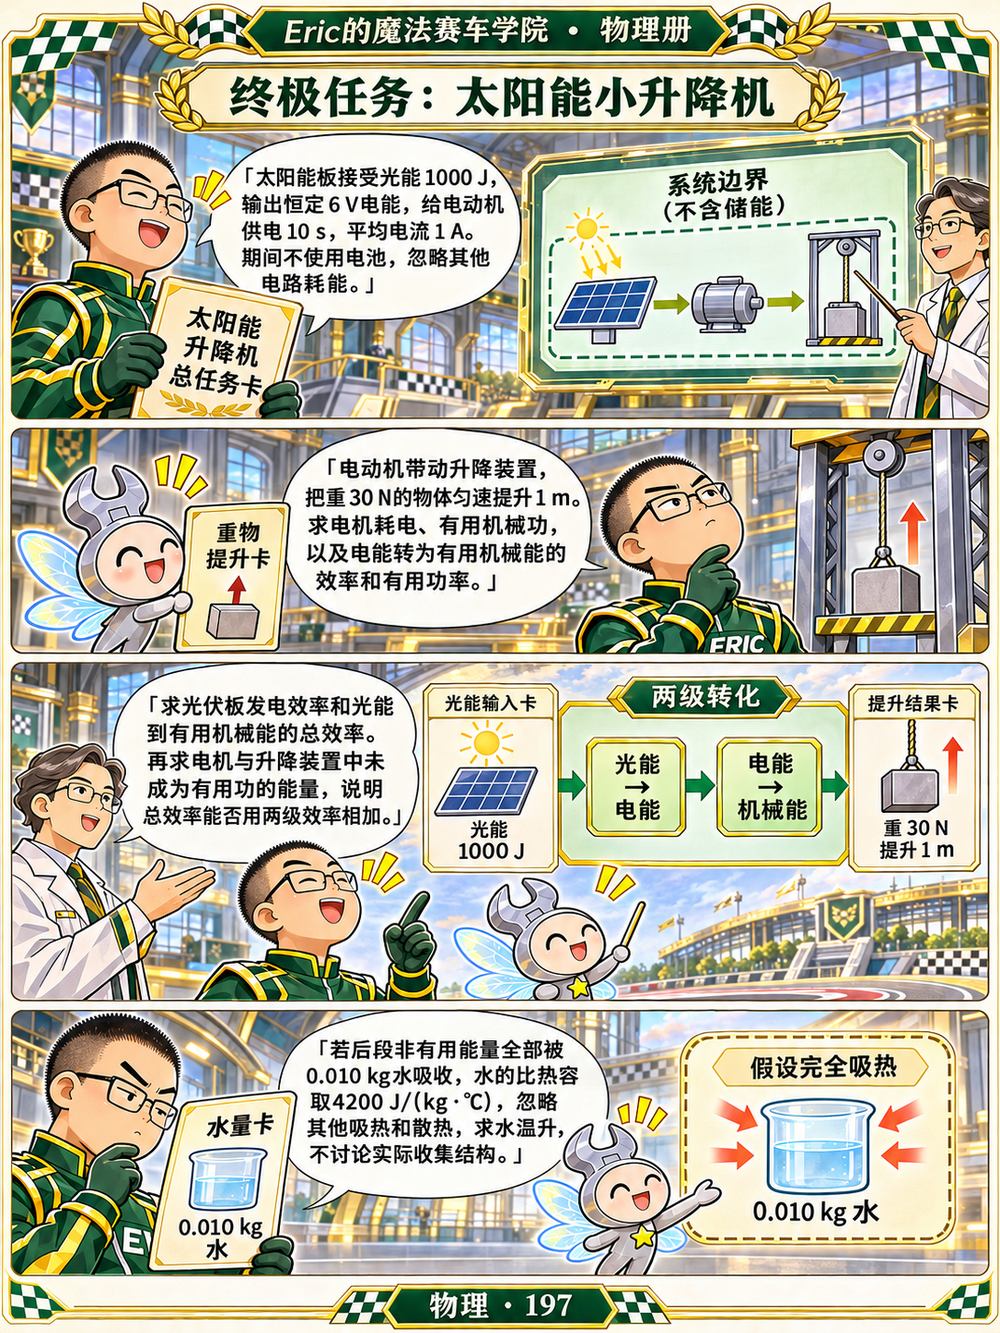 Eric的魔法赛车学院 • 物理册
终极任务：太阳能小升降机
「太阳能板接受光能1000 J，
输出恒定6 V电能，给电动机
供电10 s，平均电流1 A。
期间不使用电池，忽略其他
电路耗能。」
太阳能
升降机
总任务卡
系统边界
（不含储能）
「电动机带动升降装置，
把重30 N的物体匀速提升1 m。
求电机耗电、有用机械功，
以及电能转为有用机械能的
效率和有用功率。」
重物
提升卡
ERIC
「求光伏板发电效率和光能
到有用机械能的总效率。
再求电机与升降装置中未
成为有用功的能量，说明
总效率能否用两级效率相加。」
光能输入卡
光能
1000 J
两级转化
光能
→
电能
电能
→
机械能
提升结果卡
重30 N
提升1 m
「若后段非有用能量全部被
0.010 kg水吸收，水的比热容
取4200 J/(kg·℃)，忽略
其他吸热和散热，求水温升，
不讨论实际收集结构。」
水量卡
0.010 kg
水
假设完全吸热
0.010 kg 水
物理 · 197